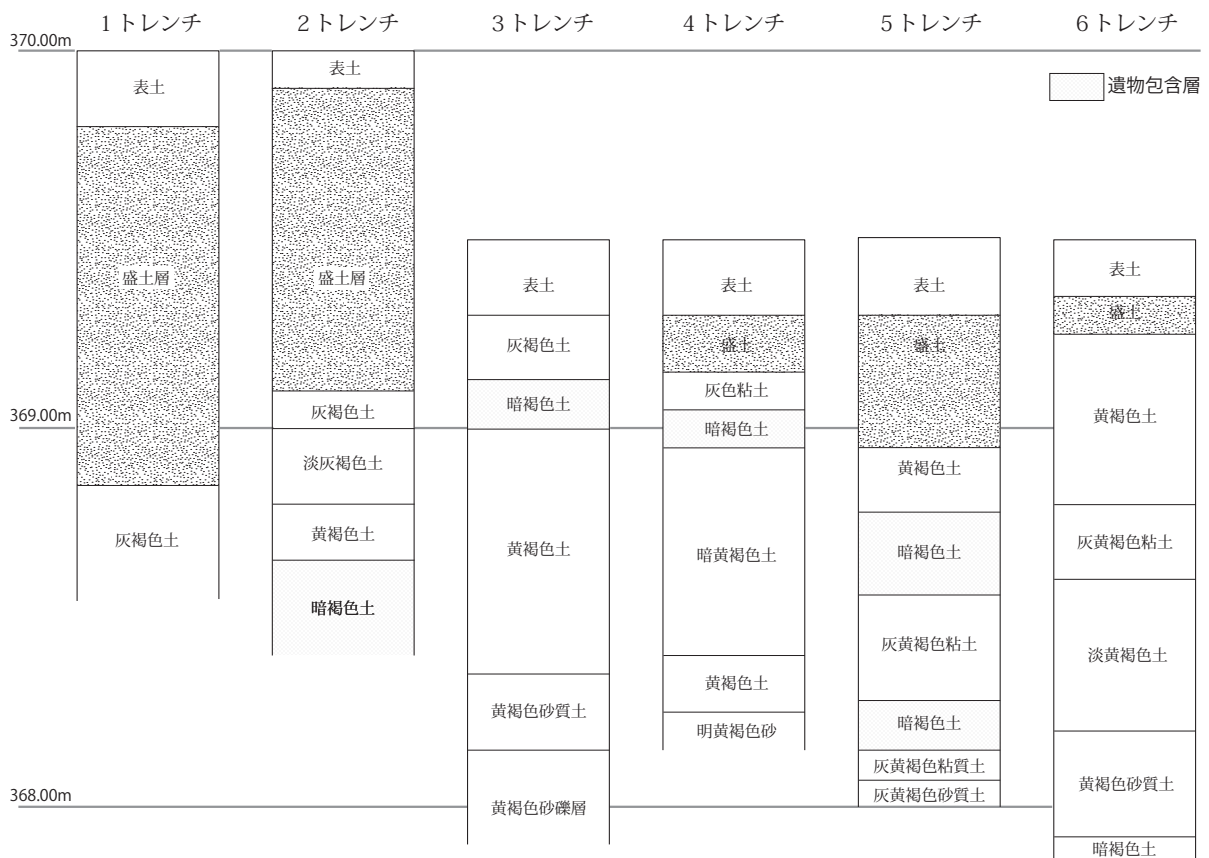 1トレンチ
2トレンチ
3トレンチ
4トレンチ
5トレンチ
6トレンチ
370.00m
369.00m
368.00m
遺物包含層
表土
盛土層
灰褐色土
表土
盛土層
灰褐色土
淡灰褐色土
黄褐色土
暗褐色土
表土
灰褐色土
暗褐色土
黄褐色土
黄褐色砂質土
黄褐色砂礫層
表土
盛土
灰色粘土
暗褐色土
暗黄褐色土
黄褐色土
明黄褐色砂
表土
盛土
黄褐色土
暗褐色土
灰黄褐色粘土
暗褐色土
灰黄褐色粘質土
灰黄褐色砂質土
表土
盛土
黄褐色土
灰黄褐色粘土
淡黄褐色土
黄褐色砂質土
暗褐色土